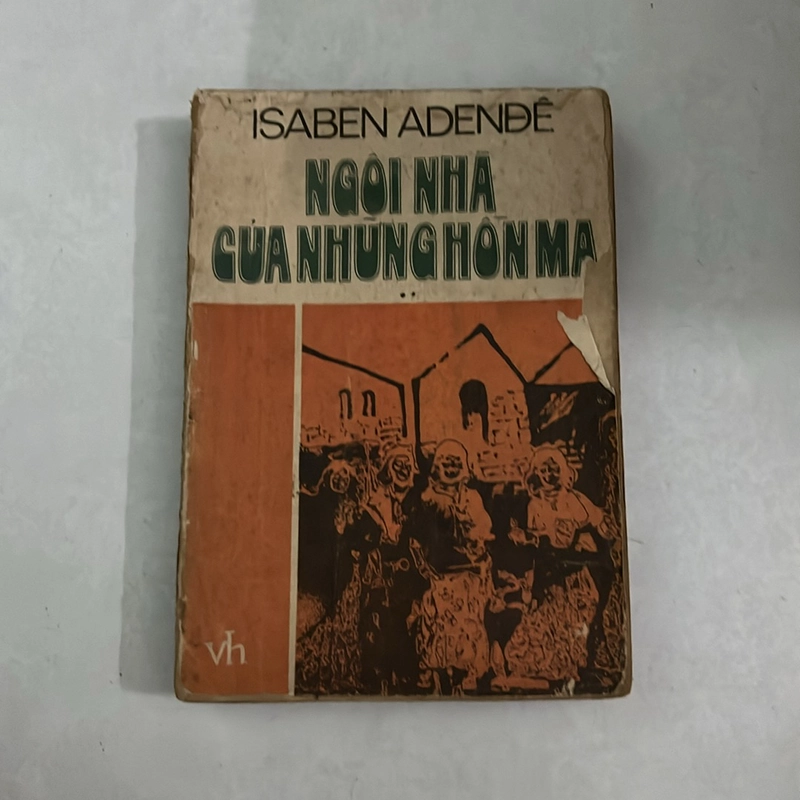 ISABEN ADENĐÊ
NGÔI NHÀ
CỦA NHỮNG HỒN MA
vh